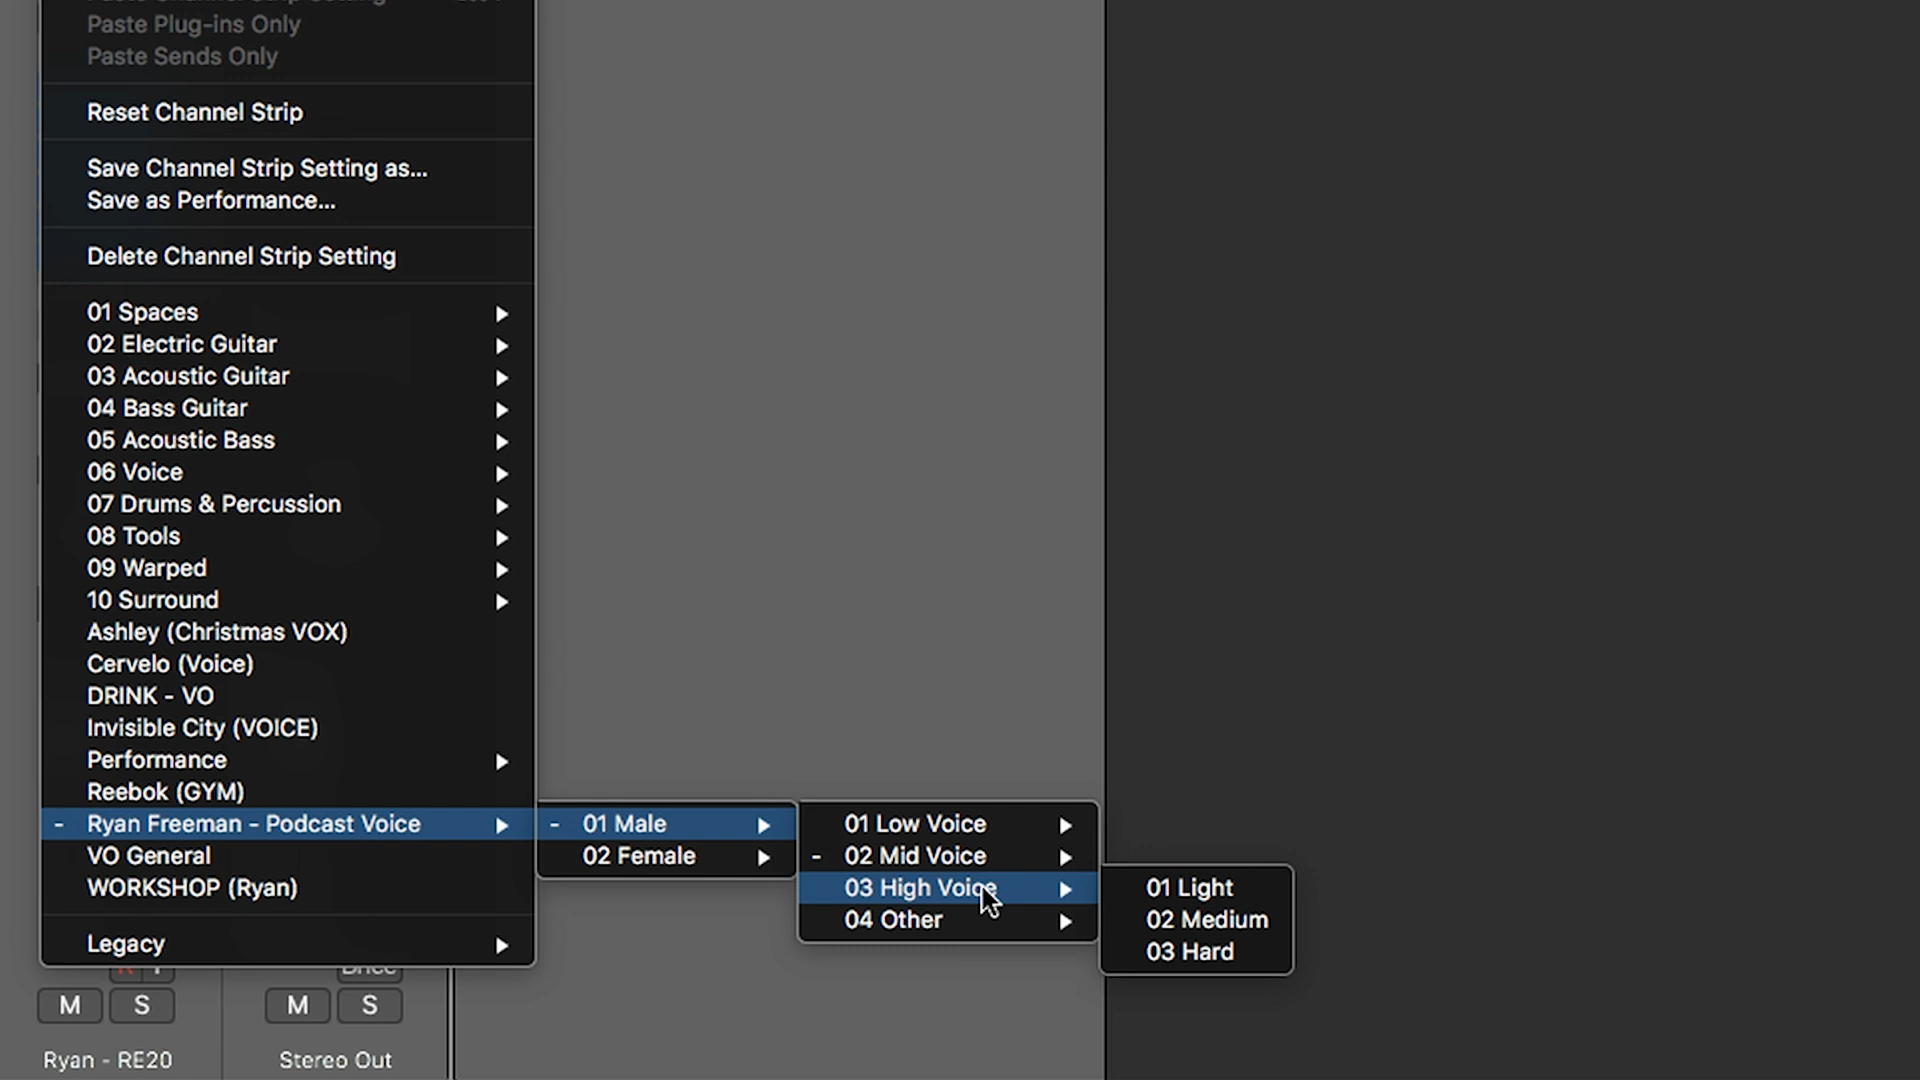 Paste Plug-ins Only
Paste Sends Only
Reset Channel Strip
Save Channel Strip Setting as...
Save as Performance...
Delete Channel Strip Setting
01 Spaces
02 Electric Guitar
03 Acoustic Guitar
04 Bass Guitar
05 Acoustic Bass
06 Voice
07 Drums & Percussion
08 Tools
09 Warped
10 Surround
Ashley (Christmas VOX)
Cervelo (Voice)
DRINK - VO
Invisible City (VOICE)
Performance
Reebok (GYM)
- Ryan Freeman - Podcast Voice
VO General
WORKSHOP (Ryan)
Legacy
- 01 Male
02 Female
01 Low Voice
- 02 Mid Voice
03 High Voice
04 Other
01 Light
02 Medium
03 Hard
M S M S
Ryan - RE20
Stereo Out